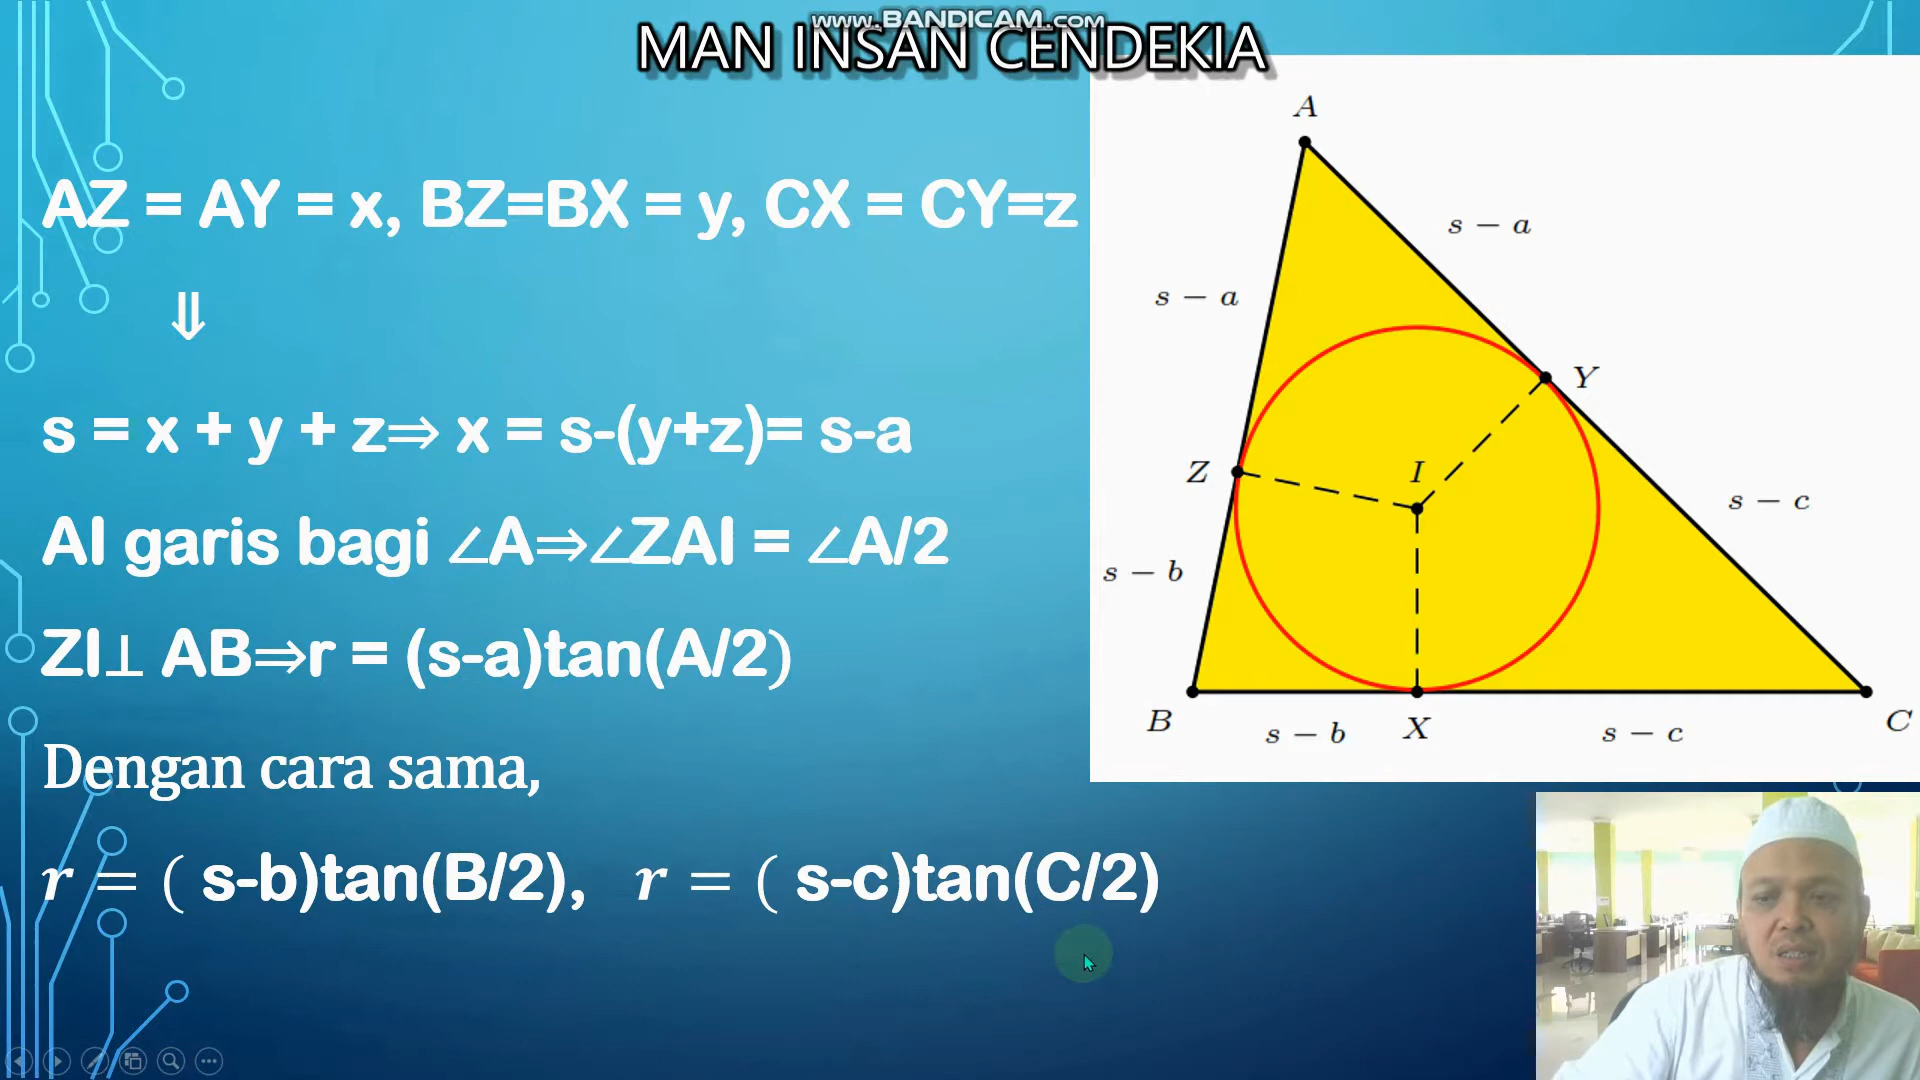 www.BANDICAM.com
MAN INSAN CENDEKIA
AZ = AY = x, BZ=BX = y, CX = CY=z
⇓
s = x + y + z⇒ x = s-(y+z)= s-a
AI garis bagi ∠A⇒∠ZAI = ∠A/2
ZI⊥ AB⇒r = (s-a)tan(A/2)
Dengan cara sama,
r = ( s-b)tan(B/2), r = ( s-c)tan(C/2)
A
s − a
s − a
Y
Z
I
s − c
s − b
B
s − b
X
s − c
C